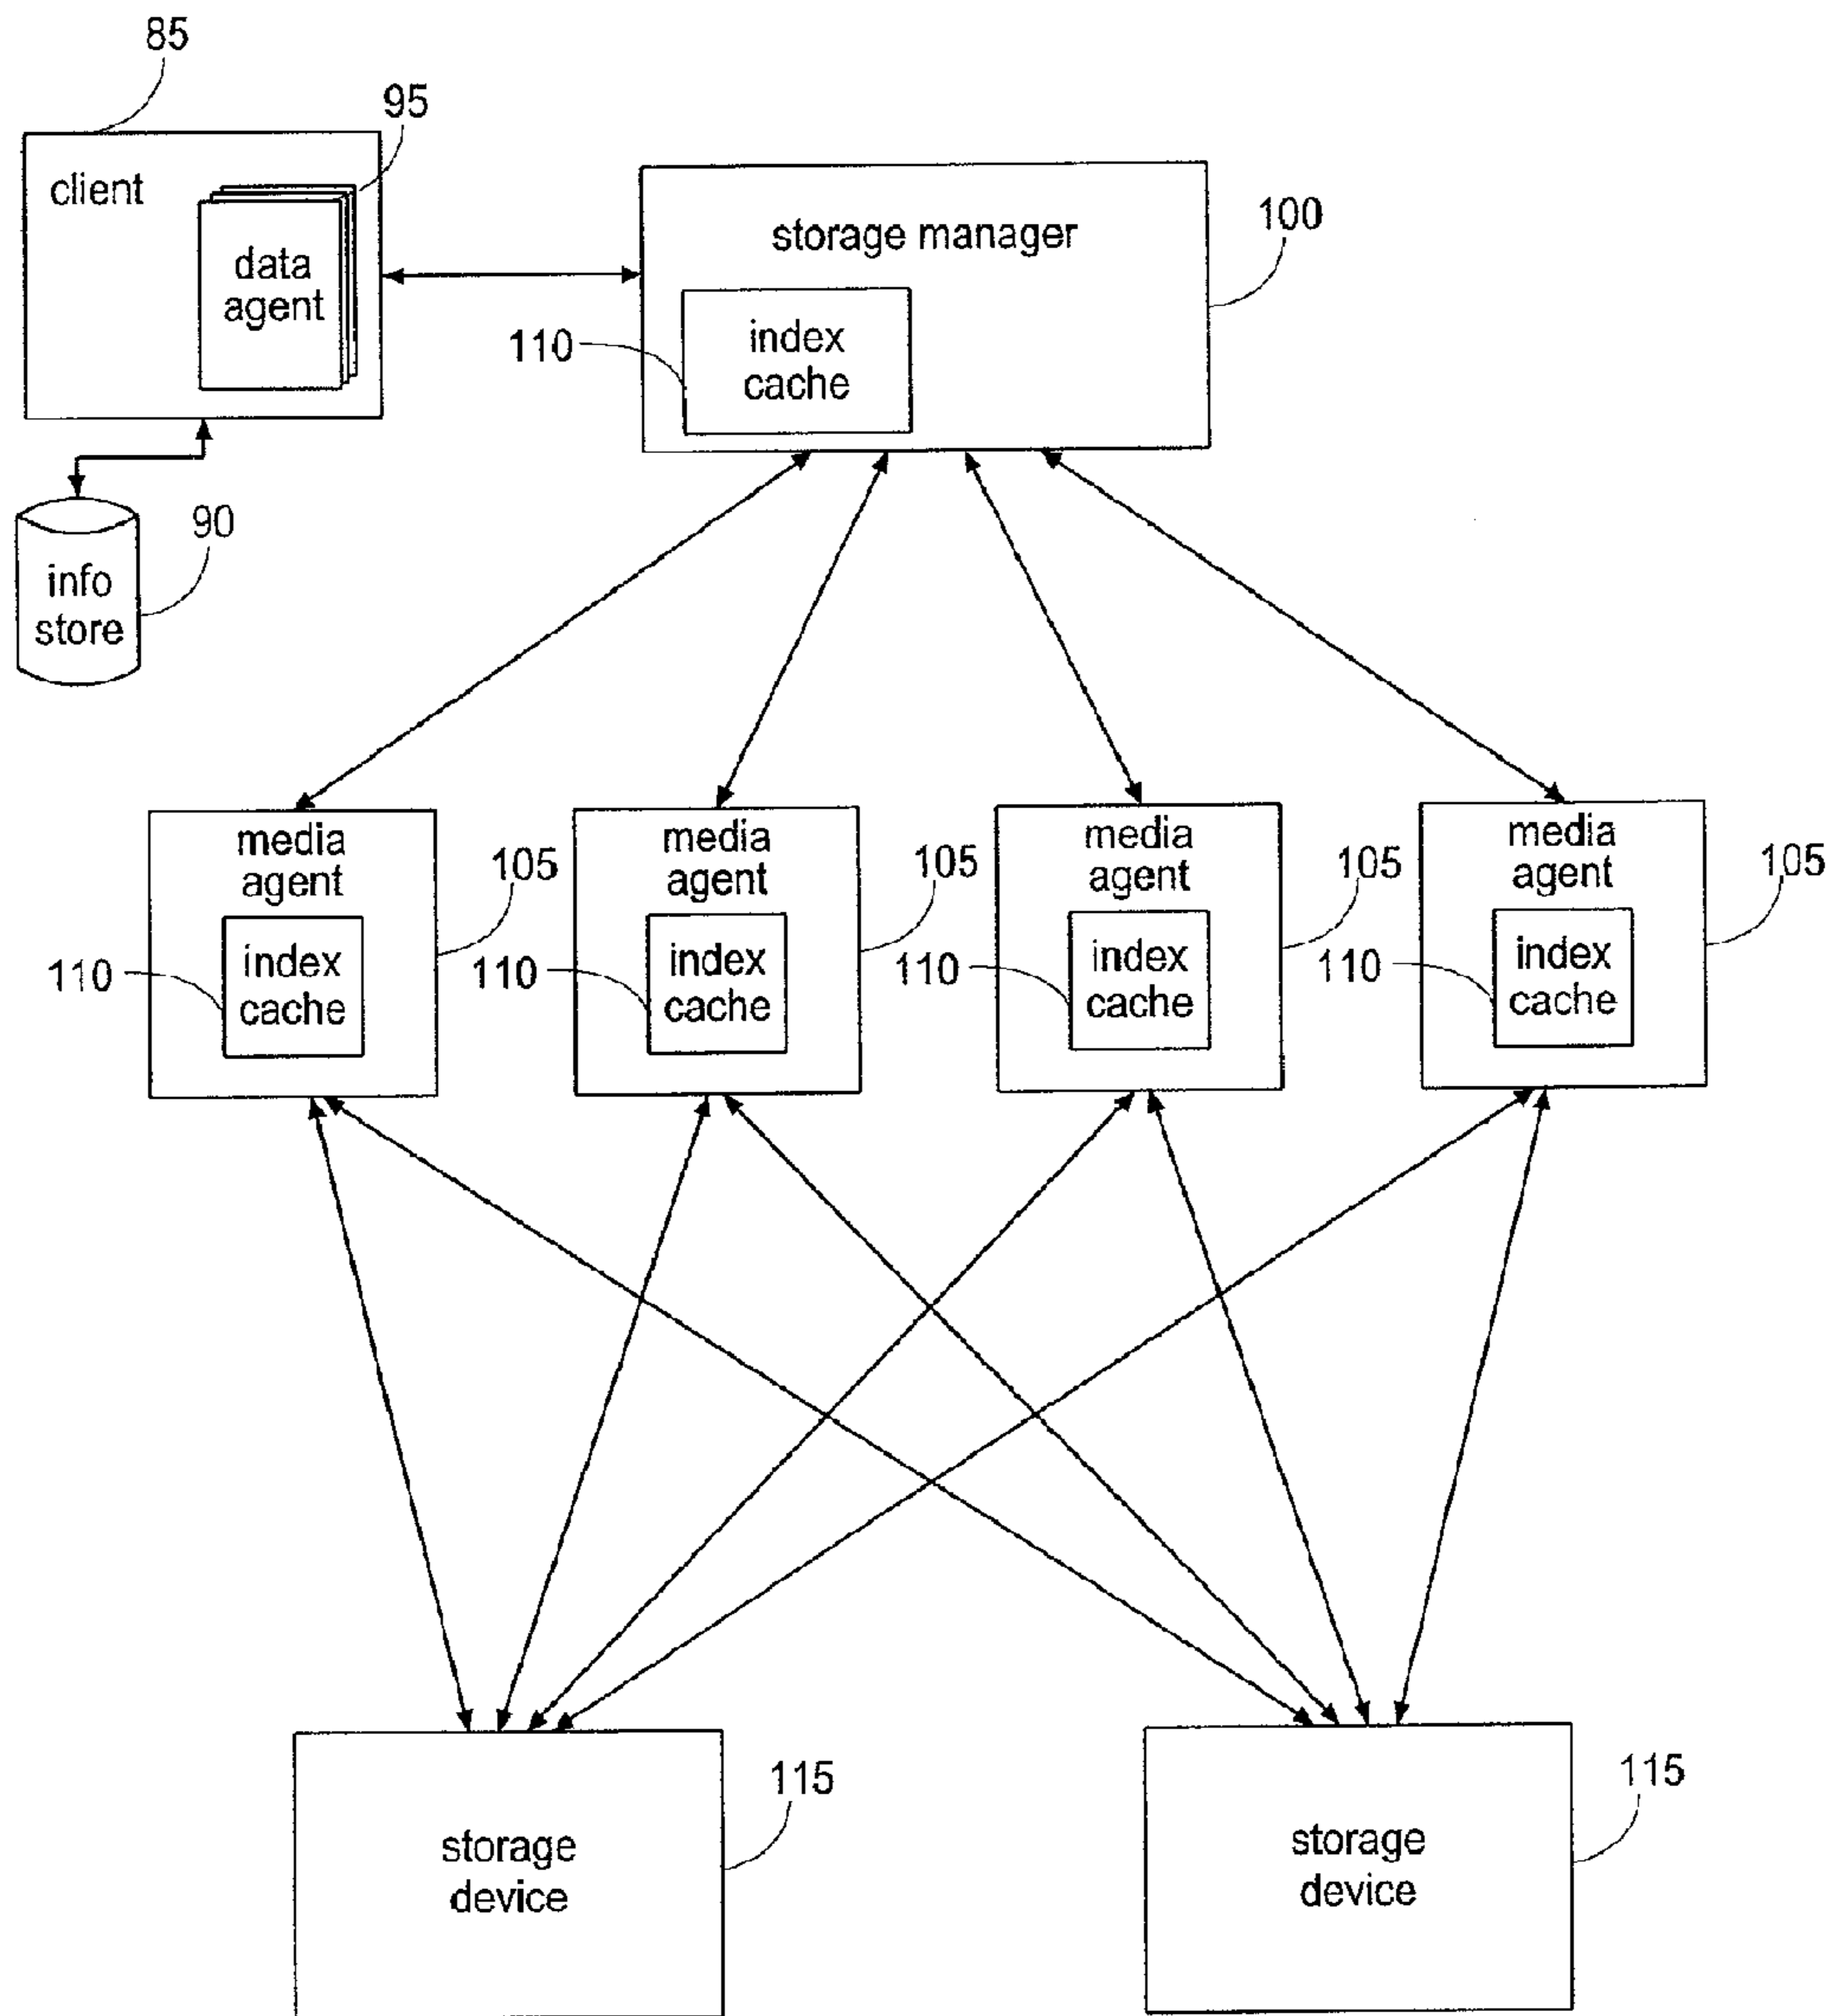 85
95
client
data
agent
storage manager
100
110
index
cache
90
info
store
media
agent
105
110
index
cache
media
agent
105
110
index
cache
media
agent
105
110
index
cache
media
agent
105
110
index
cache
storage
device
115
storage
device
115